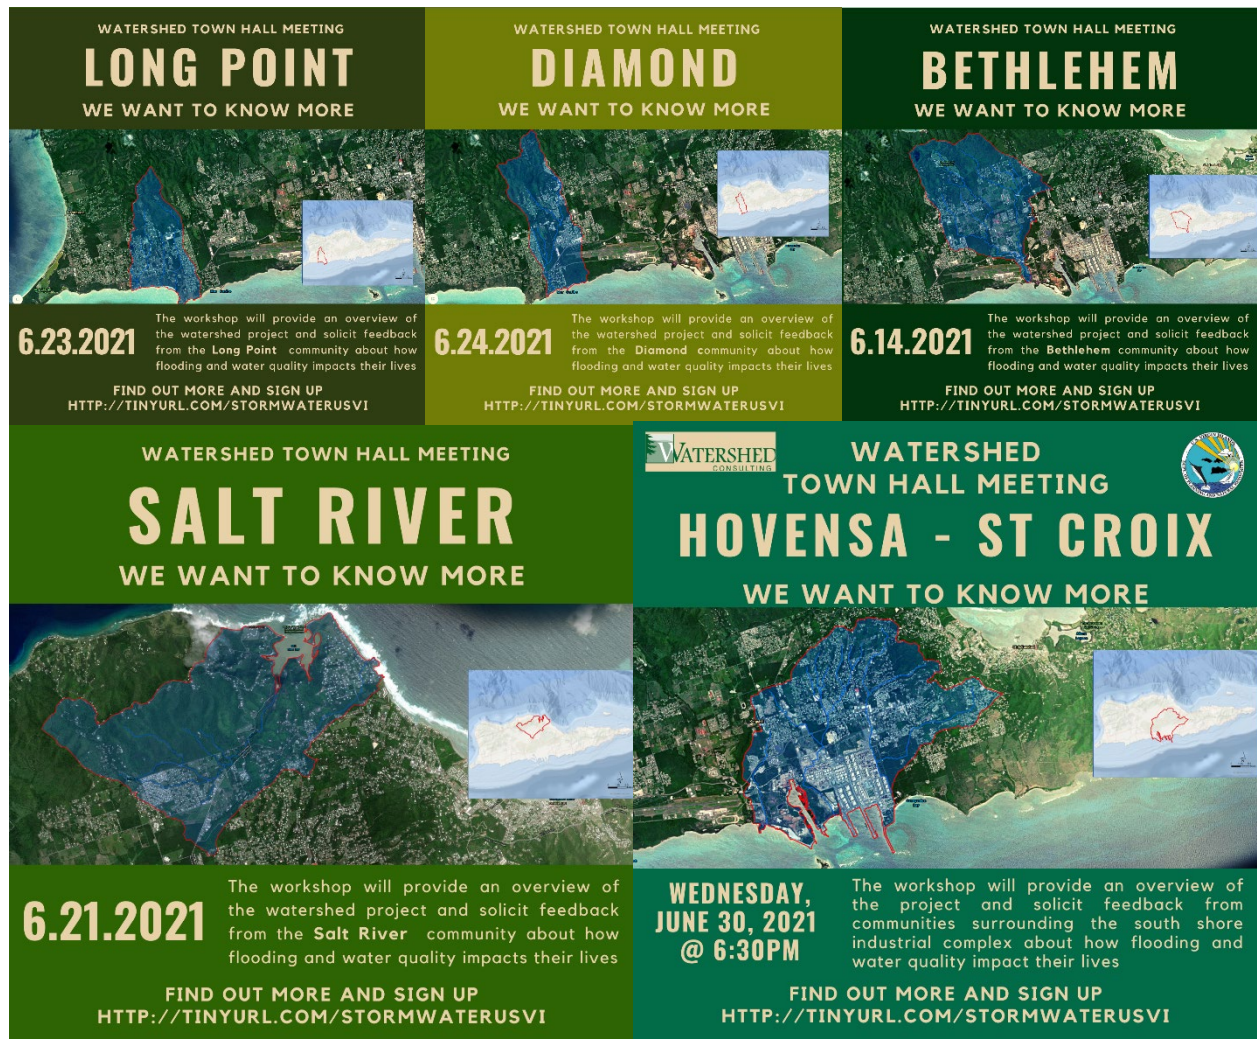 WATERSHED TOWN HALL MEETING
LONG POINT
WE WANT TO KNOW MORE
6.23.2021
The workshop will provide an overview of
the watershed project and solicit feedback
from the Long Point community about how
flooding and water quality impacts their lives
FIND OUT MORE AND SIGN UP
HTTP://TINYURL.COM/STORMWATERUSVI
WATERSHED TOWN HALL MEETING
DIAMOND
WE WANT TO KNOW MORE
6.24.2021
The workshop will provide an overview of
the watershed project and solicit feedback
from the Diamond community about how
flooding and water quality impacts their lives
FIND OUT MORE AND SIGN UP
HTTP://TINYURL.COM/STORMWATERUSVI
WATERSHED TOWN HALL MEETING
BETHLEHEM
WE WANT TO KNOW MORE
6.14.2021
The workshop will provide an overview of
the watershed project and solicit feedback
from the Bethlehem community about how
flooding and water quality impacts their lives
FIND OUT MORE AND SIGN UP
HTTP://TINYURL.COM/STORMWATERUSVI
WATERSHED TOWN HALL MEETING
SALT RIVER
WE WANT TO KNOW MORE
6.21.2021
The workshop will provide an overview of
the watershed project and solicit feedback
from the Salt River community about how
flooding and water quality impacts their lives
FIND OUT MORE AND SIGN UP
HTTP://TINYURL.COM/STORMWATERUSVI
WATERSHED
CONSULTING
WATERSHED
TOWN HALL MEETING
HOVENSA - ST CROIX
WE WANT TO KNOW MORE
WEDNESDAY,
JUNE 30, 2021
@ 6:30PM
The workshop will provide an overview of
the project and solicit feedback from
communities surrounding the south shore
industrial complex about how flooding and
water quality impact their lives
FIND OUT MORE AND SIGN UP
HTTP://TINYURL.COM/STORMWATERUSVI